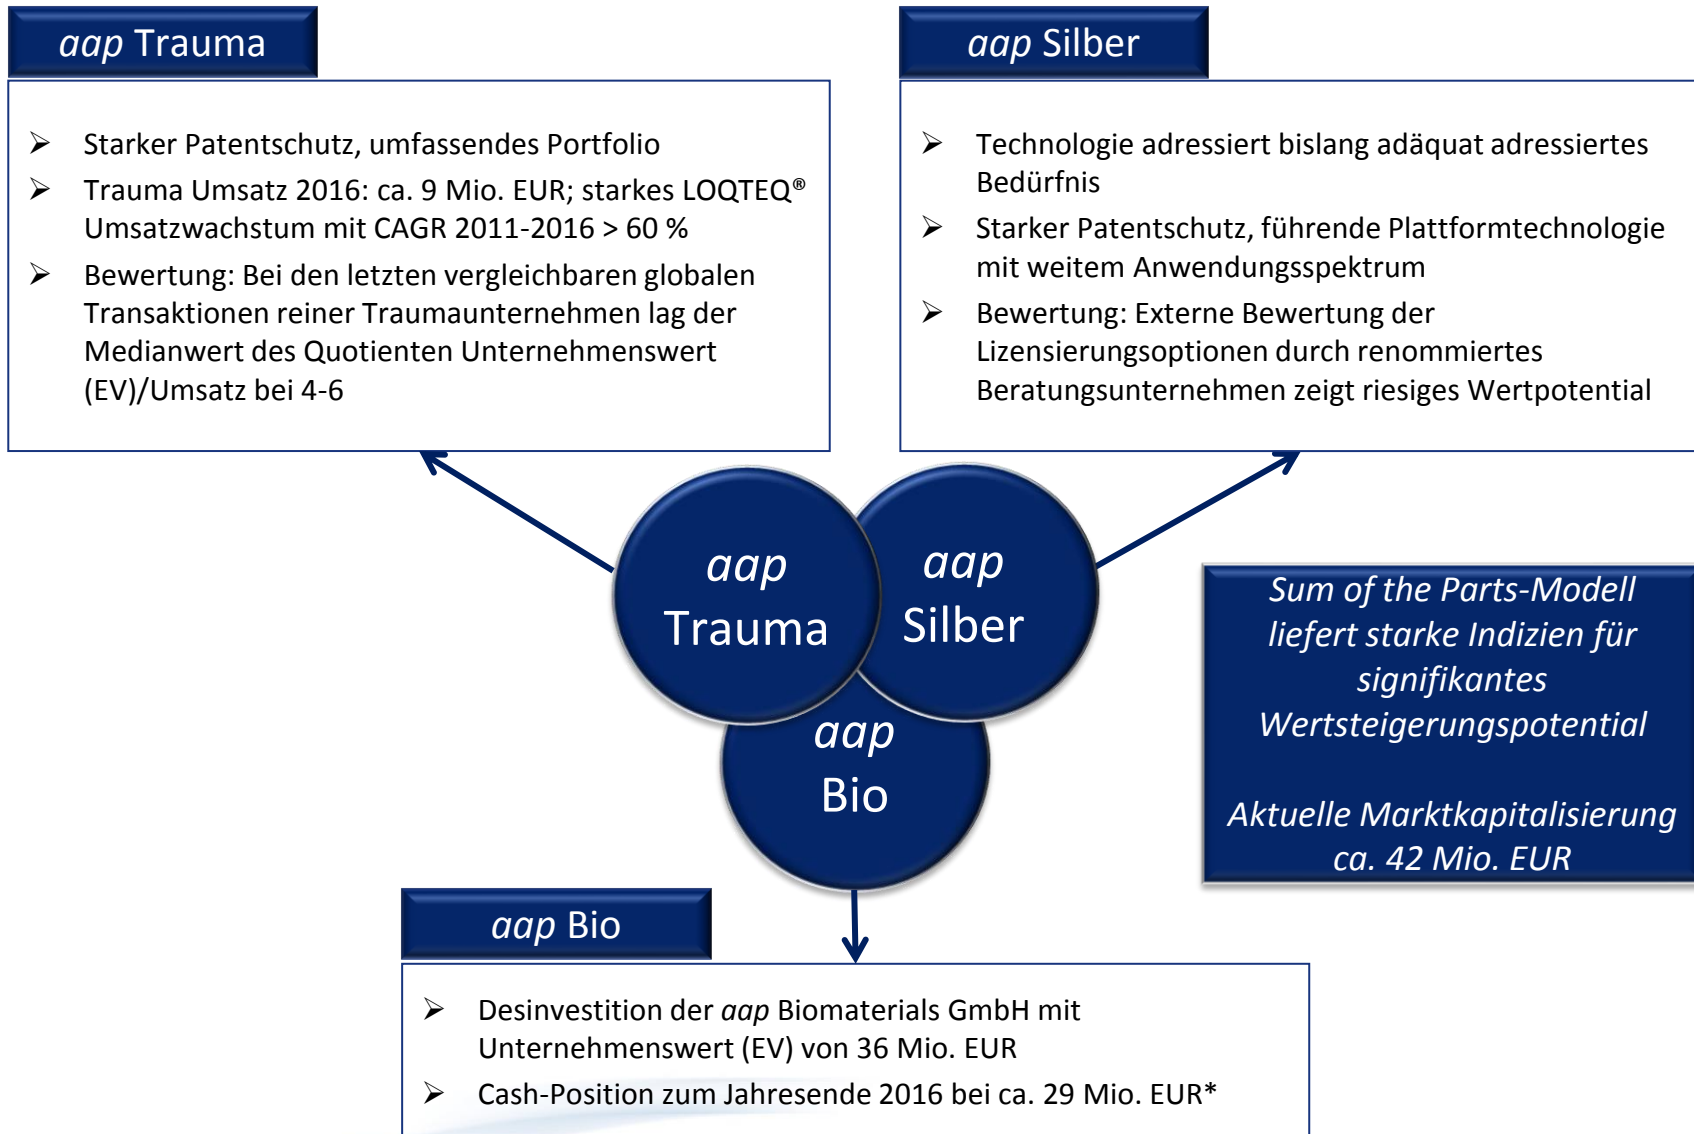 aap Trauma
➢ Starker Patentschutz, umfassendes Portfolio
➢ Trauma Umsatz 2016: ca. 9 Mio. EUR; starkes LOQTEQ®
Umsatzwachstum mit CAGR 2011-2016 > 60 %
➢ Bewertung: Bei den letzten vergleichbaren globalen
Transaktionen reiner Traumaunternehmen lag der
Medianwert des Quotienten Unternehmenswert
(EV)/Umsatz bei 4-6
aap Silber
➢ Technologie adressiert bislang adäquat adressiertes
Bedürfnis
➢ Starker Patentschutz, führende Plattformtechnologie
mit weitem Anwendungsspektrum
➢ Bewertung: Externe Bewertung der
Lizensierungsoptionen durch renommiertes
Beratungsunternehmen zeigt riesiges Wertpotential
aap
Trauma
aap
Silber
aap
Bio
Sum of the Parts-Modell
liefert starke Indizien für
signifikantes
Wertsteigerungspotential
Aktuelle Marktkapitalisierung
ca. 42 Mio. EUR
aap Bio
➢ Desinvestition der aap Biomaterials GmbH mit
Unternehmenswert (EV) von 36 Mio. EUR
➢ Cash-Position zum Jahresende 2016 bei ca. 29 Mio. EUR*